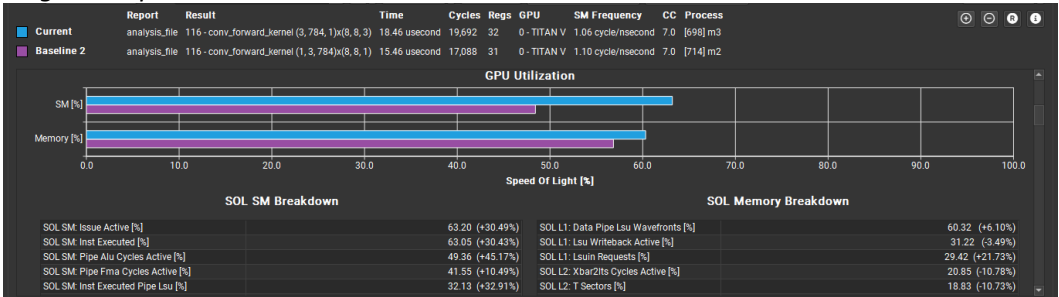 Report Result Time Cycles Regs GPU SM Frequency CC Process
Current analysis_file 116 - conv_forward_kernel (3, 784, 1)x(8, 8, 3) 18.46 usecond 19,692 32 0 - TITAN V 1.06 cycle/nsecond 7.0 [698] m3
Baseline 2 analysis_file 116 - conv_forward_kernel (1, 3, 784)x(8, 8, 1) 15.46 usecond 17,088 31 0 - TITAN V 1.10 cycle/nsecond 7.0 [714] m2
GPU Utilization
SM [%]
Memory [%]
0.0 10.0 20.0 30.0 40.0 50.0 60.0 70.0 80.0 90.0 100.0
Speed Of Light [%]
SOL SM Breakdown SOL Memory Breakdown
SOL SM: Issue Active [%] 63.20 (+30.49%) SOL L1: Data Pipe Lsu Wavefronts [%] 60.32 (+6.10%)
SOL SM: Inst Executed [%] 63.05 (+30.43%) SOL L1: Lsu Writeback Active [%] 31.22 (-3.49%)
SOL SM: Pipe Alu Cycles Active [%] 49.36 (+45.17%) SOL L1: Lsuin Requests [%] 29.42 (+21.73%)
SOL SM: Pipe Fma Cycles Active [%] 41.55 (+10.49%) SOL L2: Xbar2lts Cycles Active [%] 20.85 (-10.78%)
SOL SM: Inst Executed Pipe Lsu [%] 32.13 (+32.91%) SOL L2: T Sectors [%] 18.83 (-10.73%)